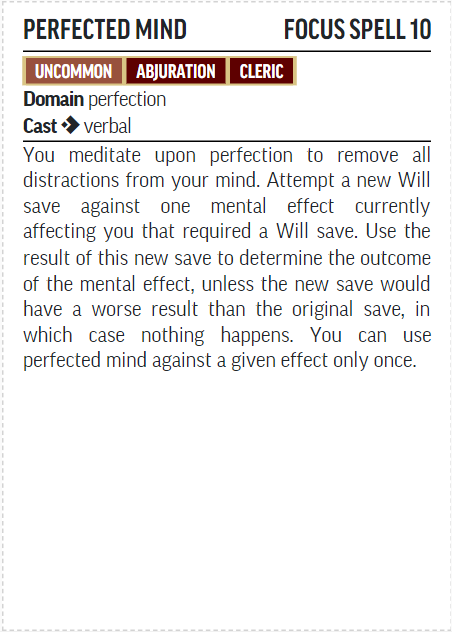 PERFECTED MIND FOCUS SPELL 10
UNCOMMON ABJURATION CLERIC
Domain perfection
Cast verbal
You meditate upon perfection to remove all
distractions from your mind. Attempt a new Will
save against one mental effect currently
affecting you that required a Will save. Use the
result of this new save to determine the outcome
of the mental effect, unless the new save would
have a worse result than the original save, in
which case nothing happens. You can use
perfected mind against a given effect only once.